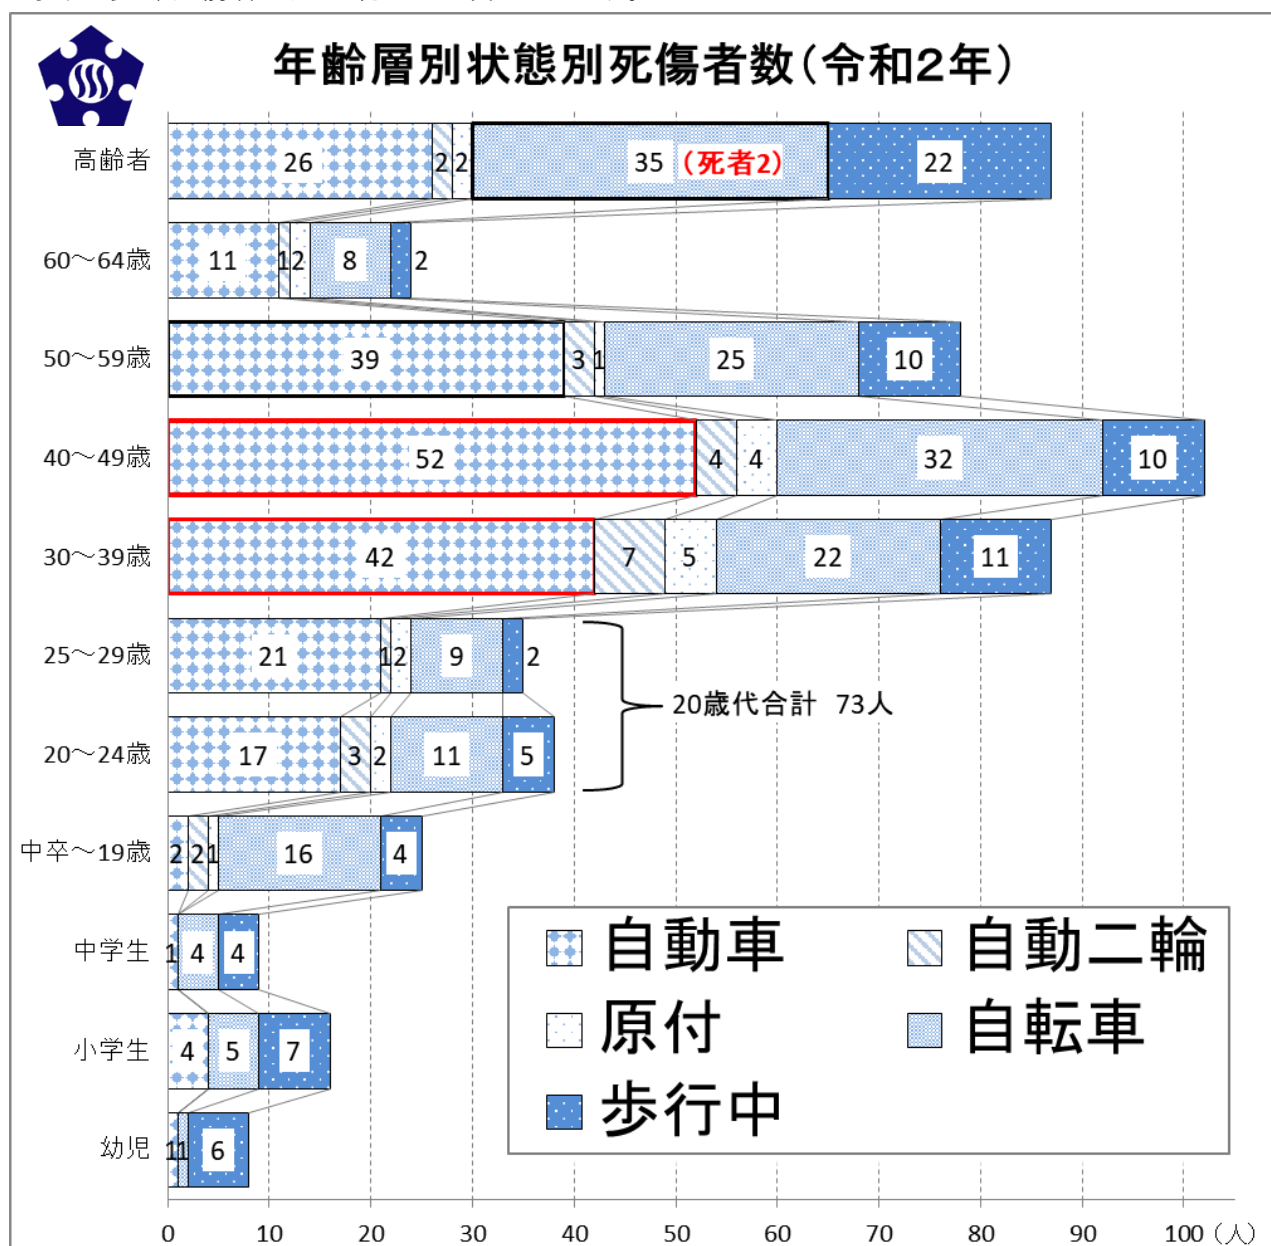 年齢層別状態別死傷者数（令和２年）
高齢者 26 2 2 35 （死者2） 22
60～64歳 11 1 2 8 2
50～59歳 39 3 1 25 10
40～49歳 52 4 4 32 10
30～39歳 42 7 5 22 11
25～29歳 21 1 2 9 2
20歳代合計 73人
20～24歳 17 3 2 11 5
中卒～19歳 2 2 1 16 4
中学生 1 4 4
小学生 4 5 7
幼児 1 1 6
自動車 自動二輪
原付 自転車
歩行中
0 10 20 30 40 50 60 70 80 90 100 （人）